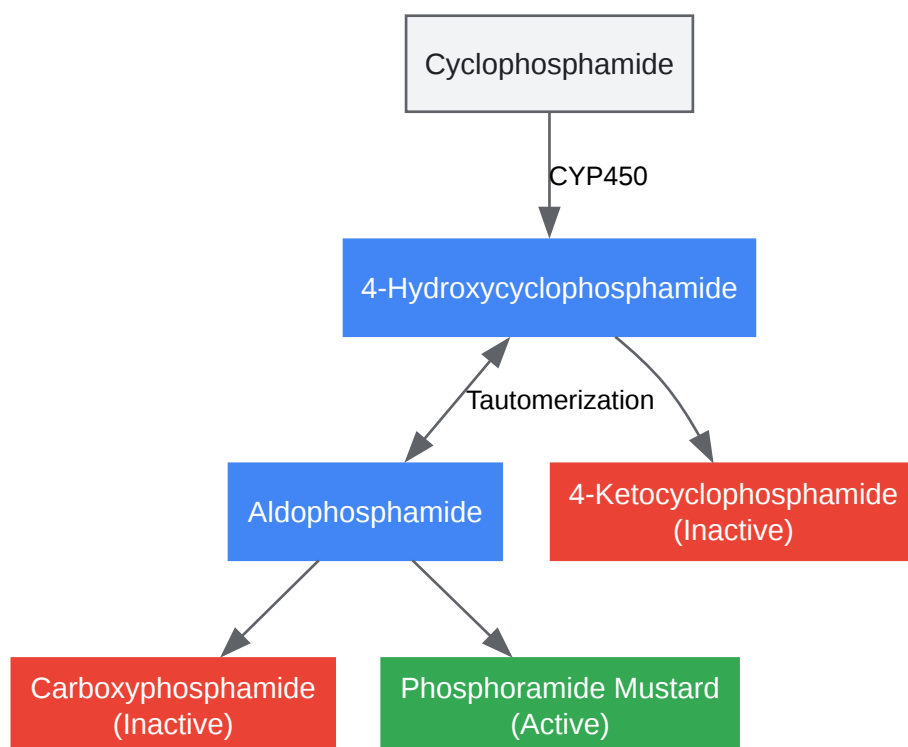 Cyclophosphamide
CYP450
4-Hydroxycyclophosphamide
Tautomerization
Aldophosphamide
4-Ketocyclophosphamide
(Inactive)
Carboxyphosphamide
(Inactive)
Phosphoramide Mustard
(Active)